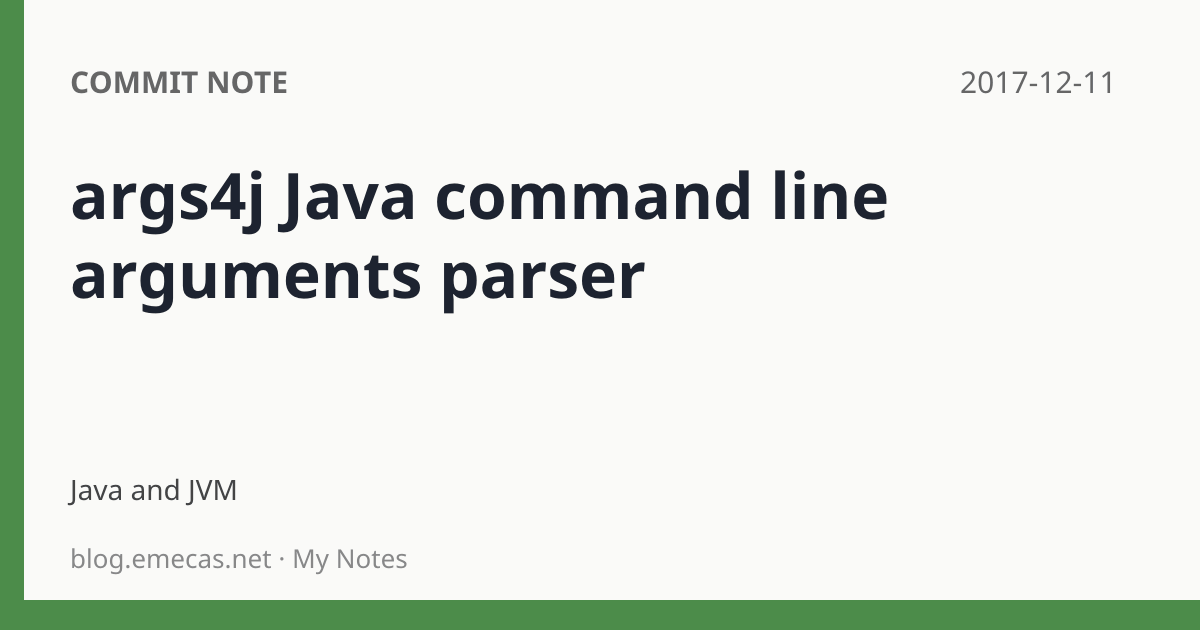 COMMIT NOTE
2017-12-11
args4j Java command line
arguments parser
Java and JVM
blog.emecas.net · My Notes